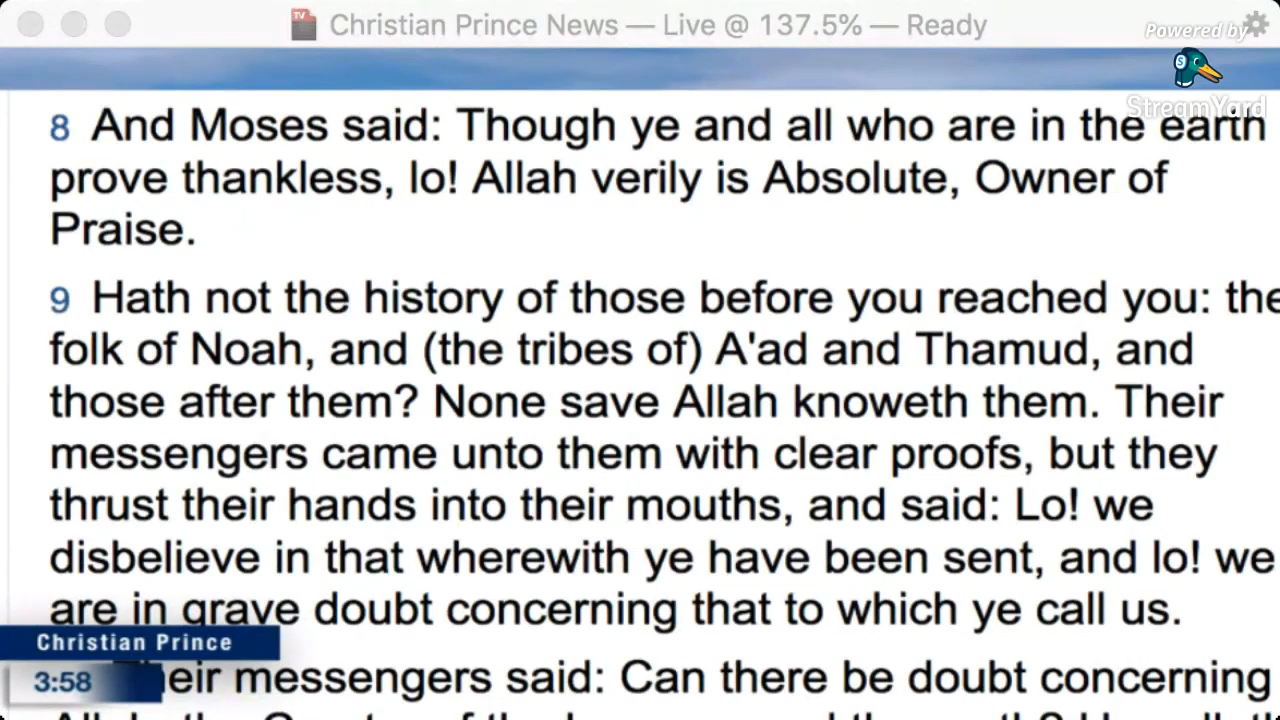 Christian Prince News — Live @ 137.5% — Ready
Powered by
StreamYard
8 And Moses said: Though ye and all who are in the earth
prove thankless, lo! Allah verily is Absolute, Owner of
Praise.
9 Hath not the history of those before you reached you: the
folk of Noah, and (the tribes of) A'ad and Thamud, and
those after them? None save Allah knoweth them. Their
messengers came unto them with clear proofs, but they
thrust their hands into their mouths, and said: Lo! we
disbelieve in that wherewith ye have been sent, and lo! we
are in grave doubt concerning that to which ye call us.
Christian Prince
3:58
Their messengers said: Can there be doubt concerning